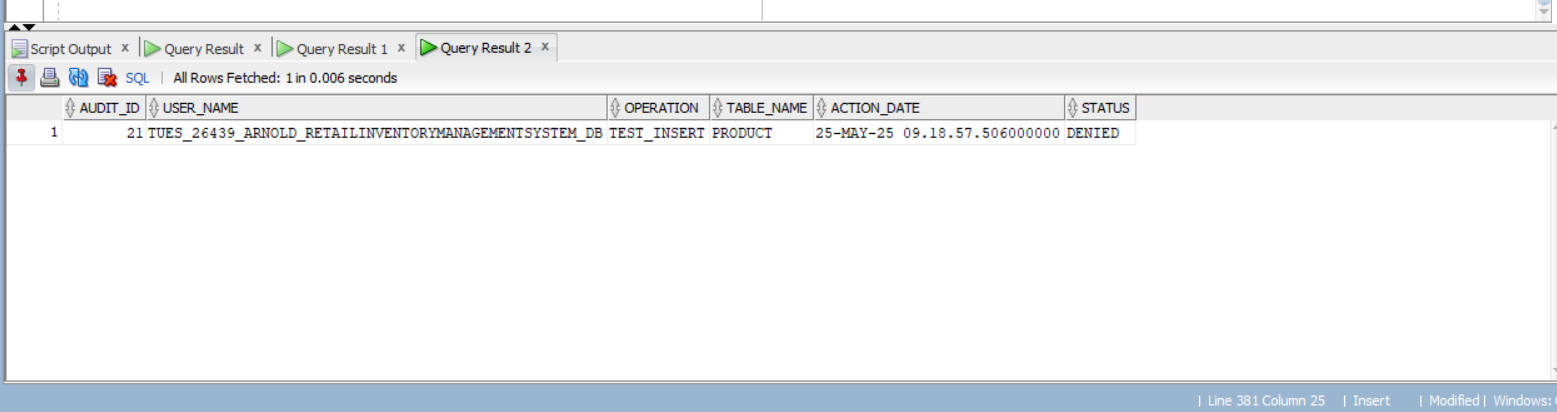 Script Output x Query Result x Query Result 1 x Query Result 2 x
SQL | All Rows Fetched: 1 in 0.006 seconds
AUDIT_ID USER_NAME OPERATION TABLE_NAME ACTION_DATE STATUS
1 21 TUES_26439_ARNOLD_RETAILINVENTORYMANAGEMENTSYSTEM_DB TEST_INSERT PRODUCT 25-MAY-25 09.18.57.506000000 DENIED
| Line 381 Column 25 | Insert | Modified | Windows: